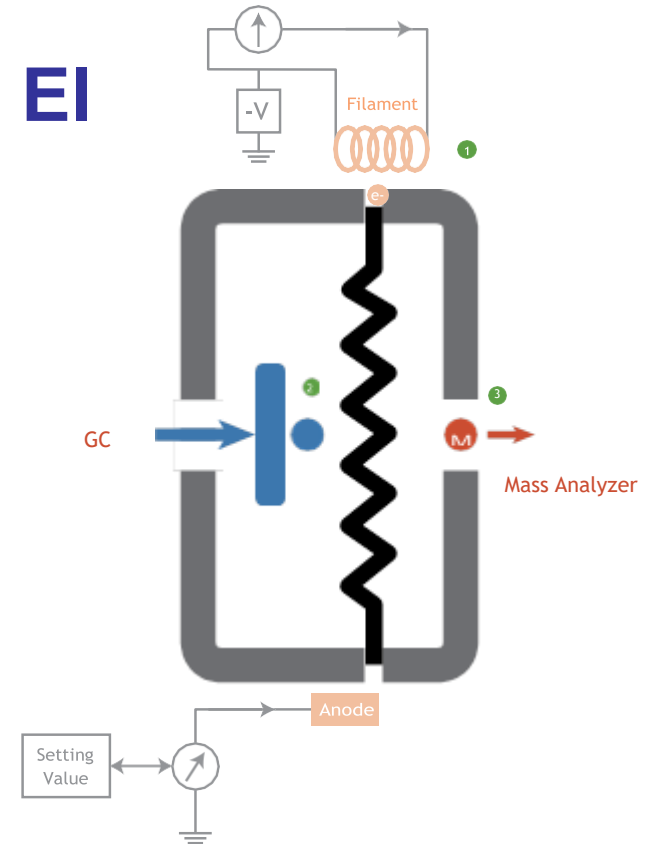 EI
-V
Filament
1
e-
2
3
GC
M
Mass Analyzer
Anode
Setting
Value